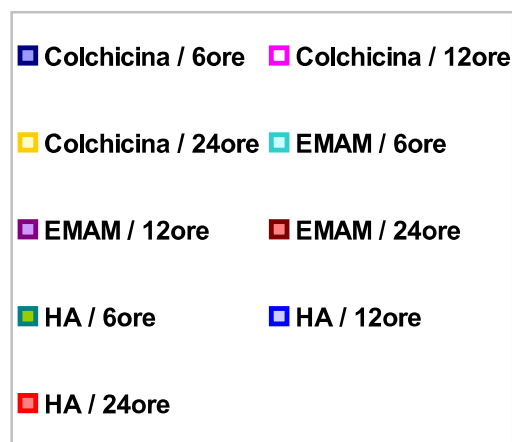 Colchicina / 6ore Colchicina / 12ore
Colchicina / 24ore EMAM / 6ore
EMAM / 12ore EMAM / 24ore
HA / 6ore HA / 12ore
HA / 24ore